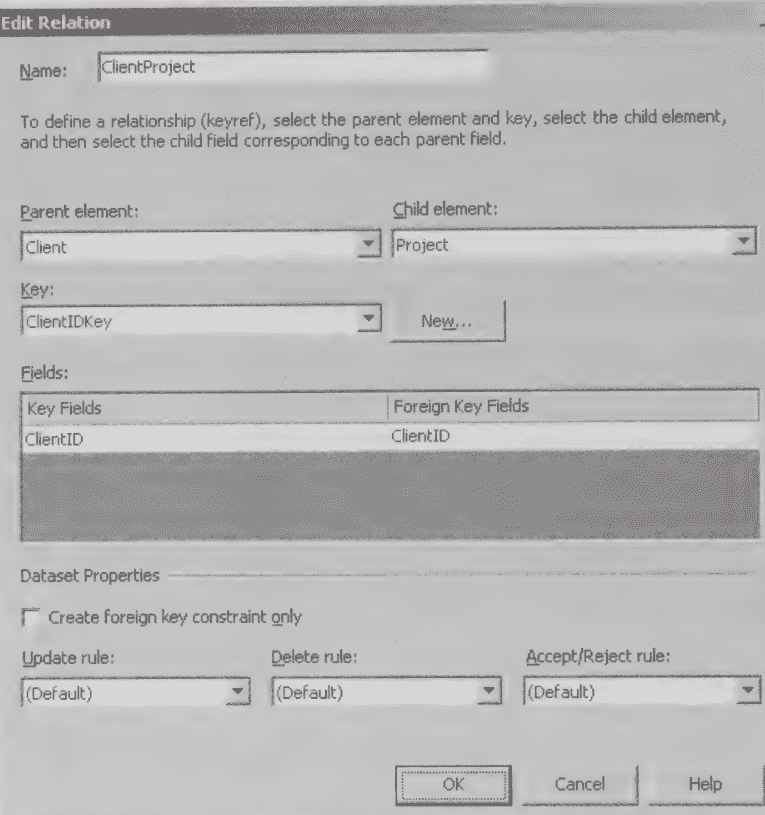 Edit Relation
Name: ClientProject
To define a relationship (keyref), select the parent element and key, select the child element,
and then select the child field corresponding to each parent field.
Parent element: Child element:
Client Project
Key:
ClientIDKey New...
Fields:
Key Fields Foreign Key Fields
ClientID ClientID
Dataset Properties
Create foreign key constraint only
Update rule: Delete rule: Accept/Reject rule:
(Default) (Default) (Default)
OK Cancel Help